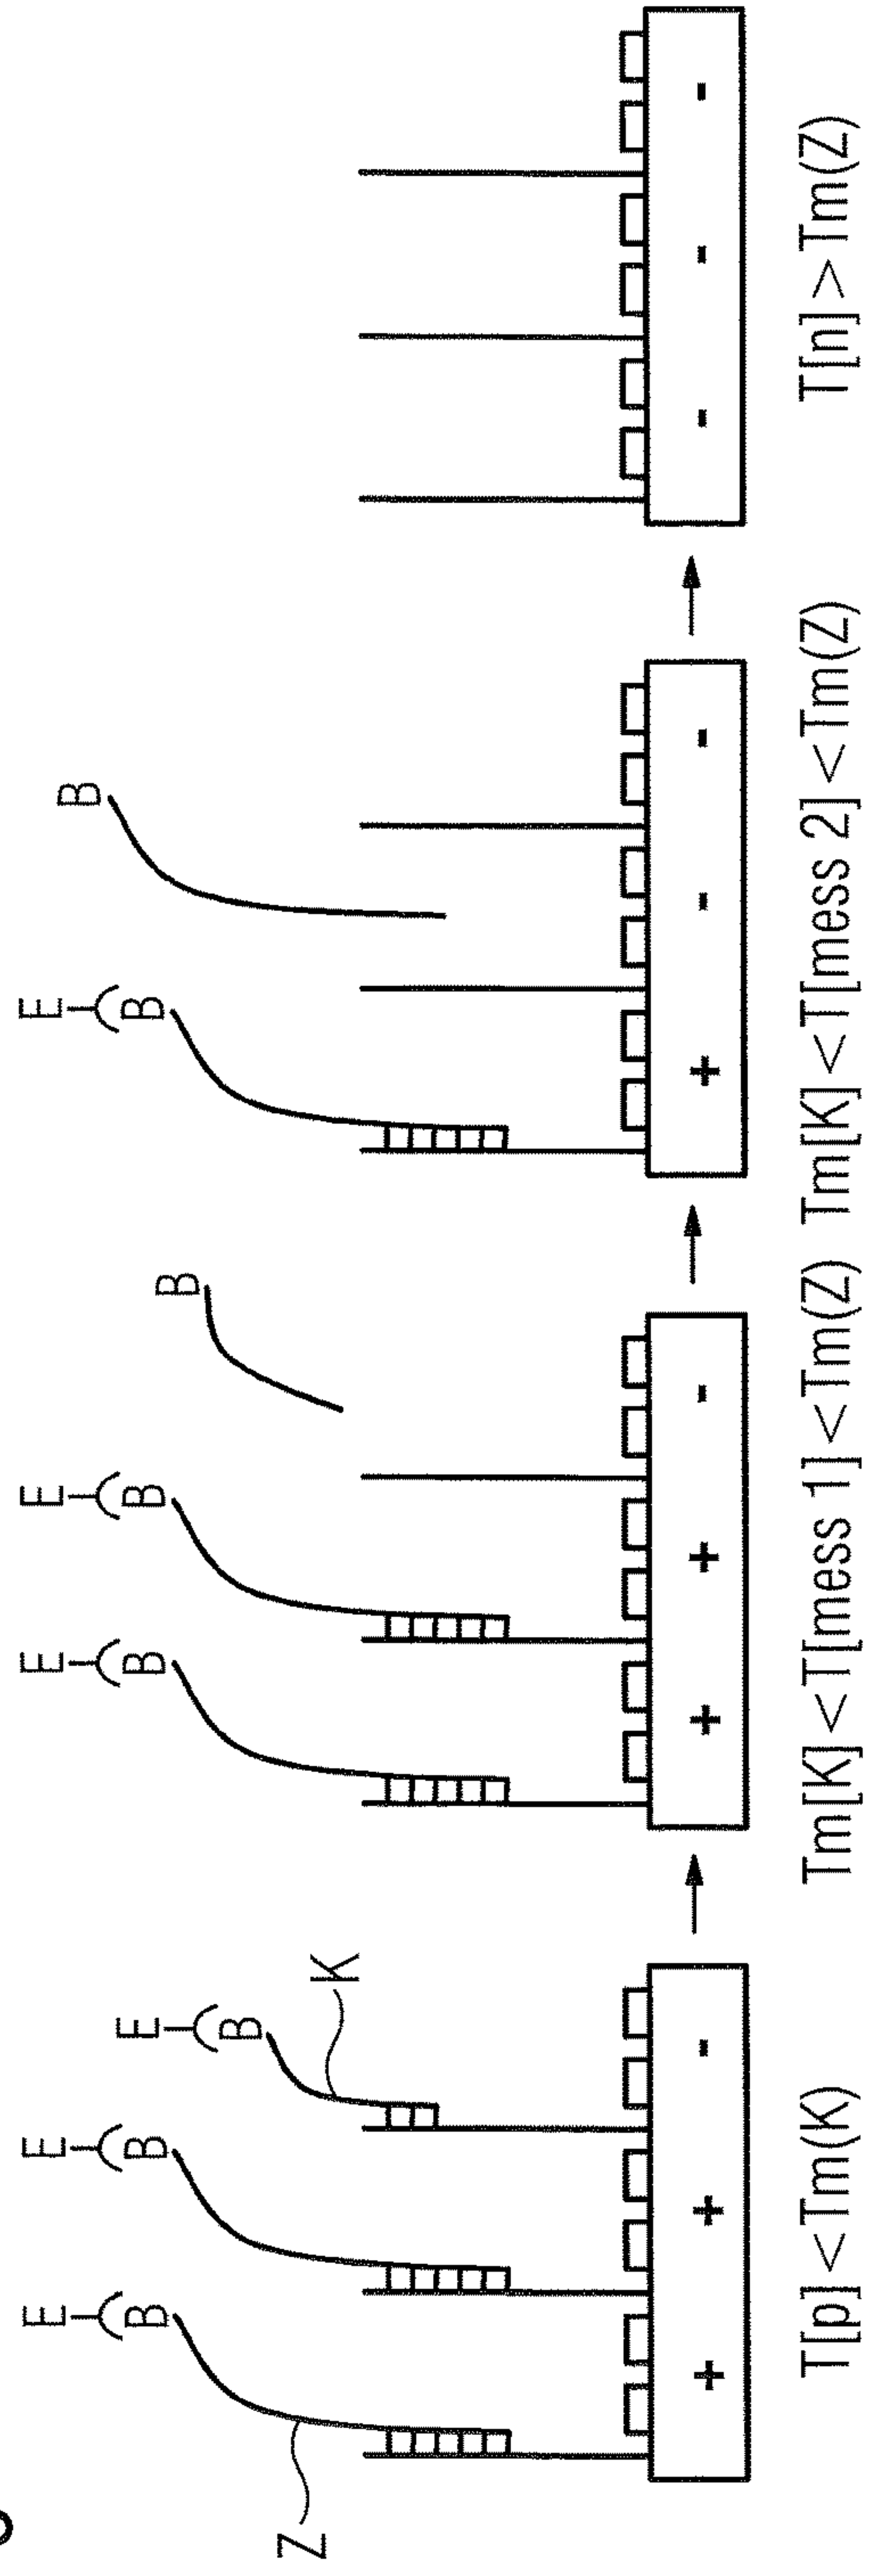 E E E
B B B
Z K
+ + -
T[p]<Tm(K)
E E
B B B
+ + -
Tm[K]<T[mess 1]<Tm(Z)
E B
B
+ - -
Tm[K]<T[mess 2]<Tm(Z)
- - -
T[n]>Tm(Z)